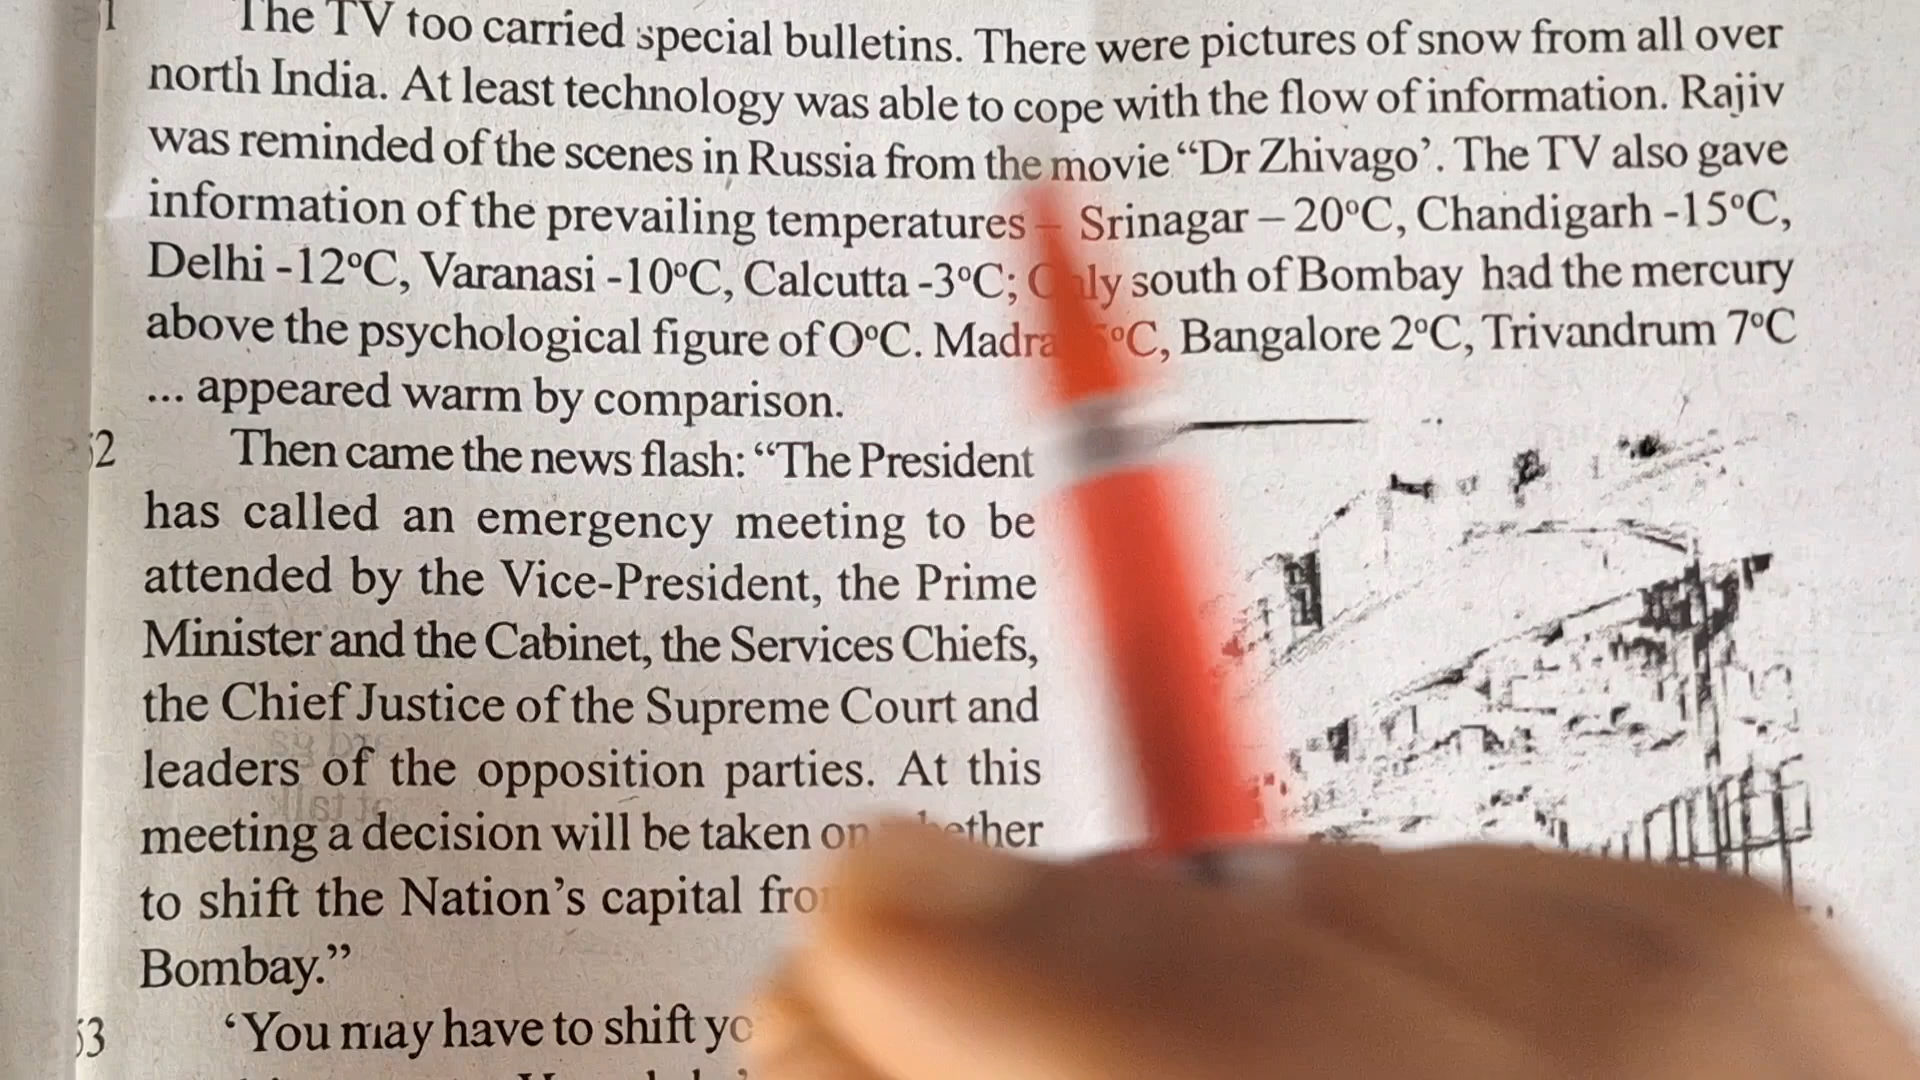 1 The TV too carried special bulletins. There were pictures of snow from all over
north India. At least technology was able to cope with the flow of information. Rajiv
was reminded of the scenes in Russia from the movie “Dr Zhivago’. The TV also gave
information of the prevailing temperatures – Srinagar – 20°C, Chandigarh -15°C,
Delhi -12°C, Varanasi -10°C, Calcutta -3°C; south of Bombay had the mercury
above the psychological figure of O°C. Bangalore 2°C, Trivandrum 7°C
... appeared warm by comparison.
2 Then came the news flash: “The President
has called an emergency meeting to be
attended by the Vice-President, the Prime
Minister and the Cabinet, the Services Chiefs,
the Chief Justice of the Supreme Court and
leaders of the opposition parties. At this
meeting a decision will be taken on
to shift the Nation’s capital
Bombay.”
53 ‘You may have to shift